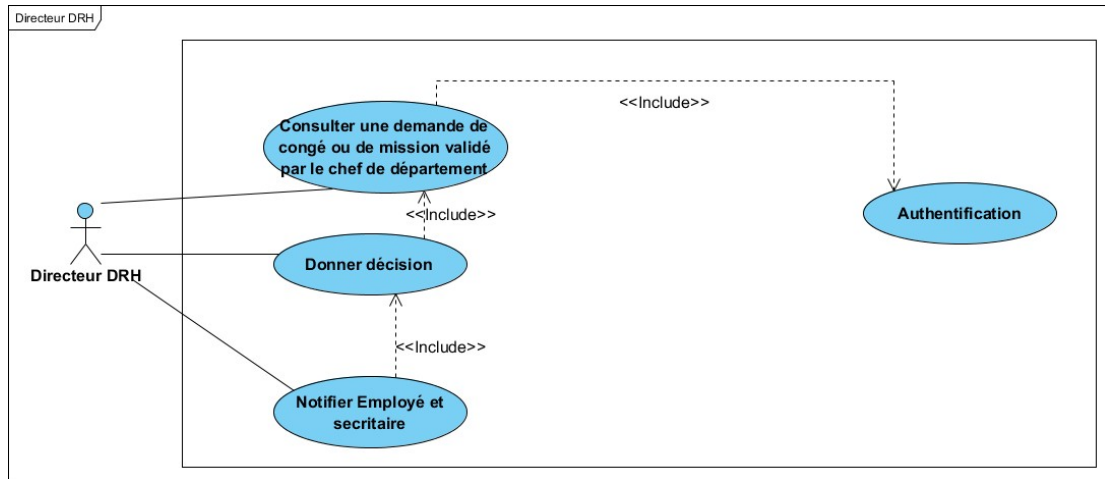 Directeur DRH
<<Include>>
Consulter une demande de
congé ou de mission validé
par le chef de département
<<Include>>
Authentification
Donner décision
Directeur DRH
<<Include>>
Notifier Employé et
secritaire